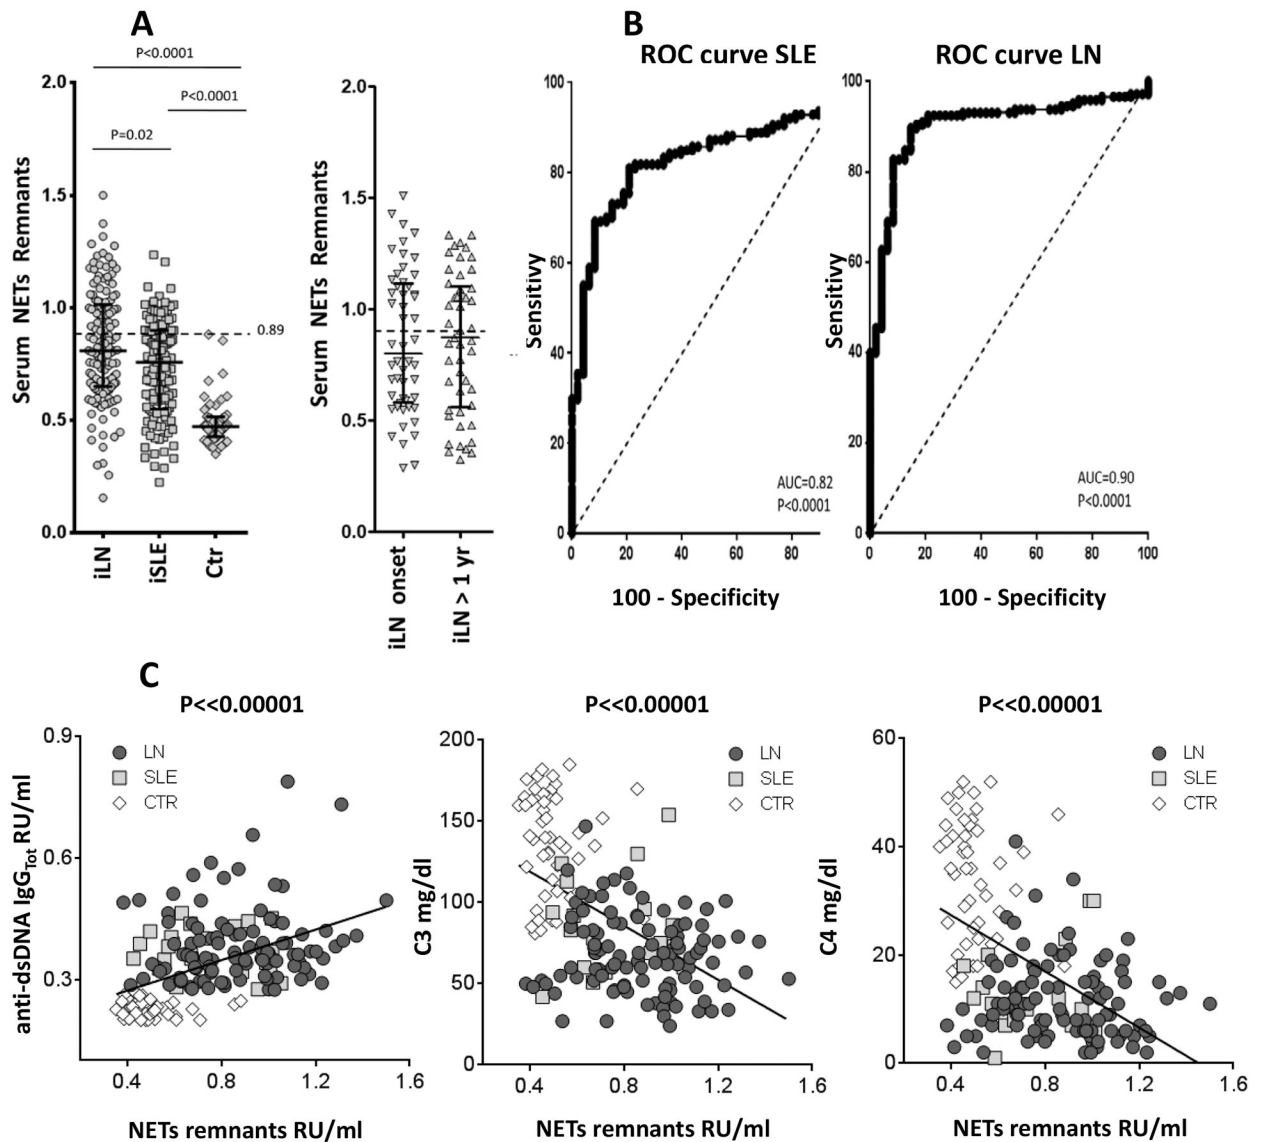 A
P<0.0001
P<0.0001
P=0.02
2.0
1.5
1.0
0.5
0.0
Serum NETs Remnants
0.89
iLN
iSLE
Ctr
2.0
1.5
1.0
0.5
0.0
Serum NETs Remnants
iLN onset
iLN > 1 yr
B
ROC curve SLE
100
80
60
40
20
0
Sensitivy
AUC=0.82
P<0.0001
0
20
40
60
80
100 - Specificity
ROC curve LN
100
80
60
40
20
0
Sensitivy
AUC=0.90
P<0.0001
0
20
40
60
80
100
100 - Specificity
C
P<<0.00001
0.9
0.6
0.3
anti-dsDNA IgGTot RU/ml
LN
SLE
CTR
0.4
0.8
1.2
1.6
NETs remnants RU/ml
P<<0.00001
200
150
100
50
0
C3 mg/dl
LN
SLE
CTR
0.4
0.8
1.2
1.6
NETs remnants RU/ml
P<<0.00001
60
40
20
0
C4 mg/dl
LN
SLE
CTR
0.4
0.8
1.2
1.6
NETs remnants RU/ml